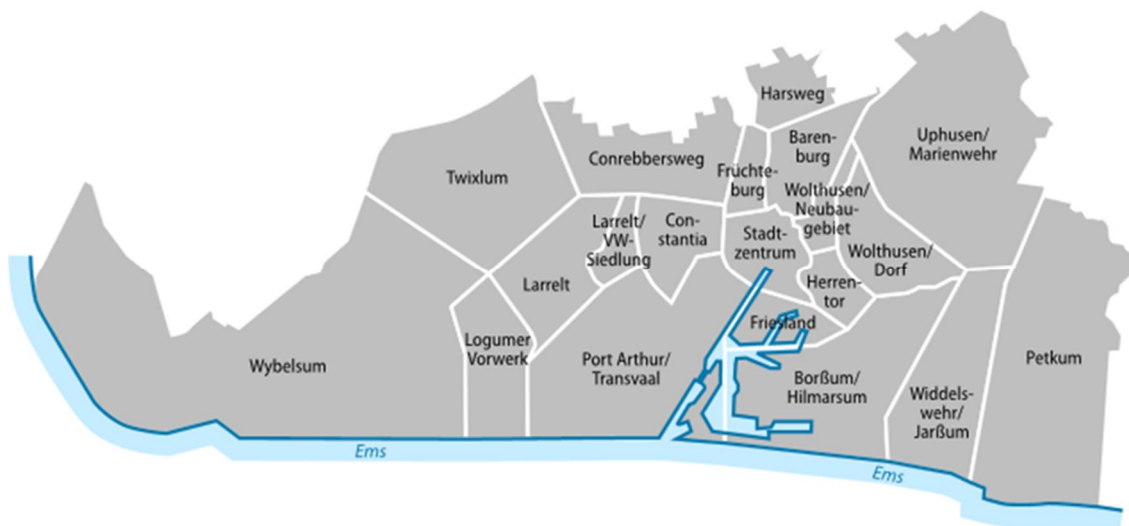 Harsweg
Baren-
burg
Uphusen/
Marienwehr
Conrebbersweg
Früchte-
burg
Twixlum
Wolthusen/
Neubau-
gebiet
Larrelt/
VW-
Siedlung
Con-
stantia
Stadt-
zentrum
Wolthusen/
Dorf
Larrelt
Herren-
tor
Friesland
Logumer
Vorwerk
Wybelsum
Port Arthur/
Transvaal
Petkum
Borßum/
Hilmarsum
Widdels-
wehr/
Jarßum
Ems
Ems